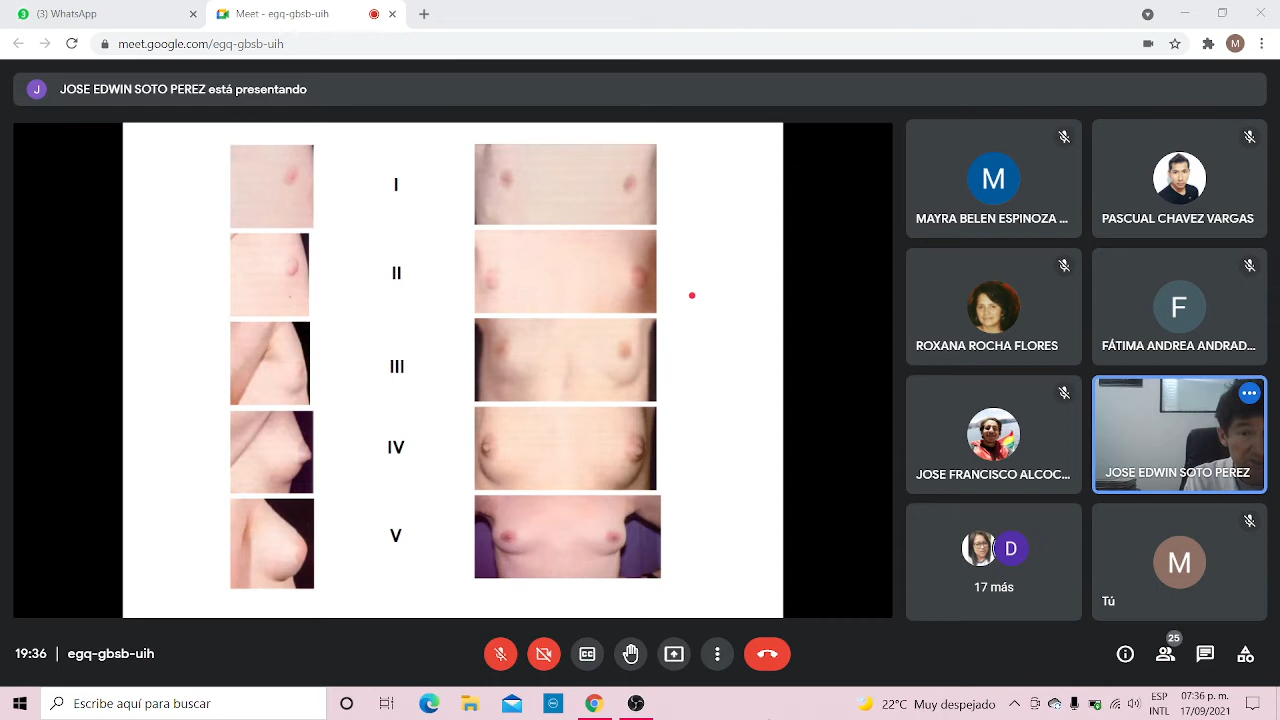 3
(3) WhatsApp
Meet - egq-gbsb-uih
meet.google.com/egq-gbsb-uih
M
J
JOSE EDWIN SOTO PEREZ está presentando
I
II
III
IV
V
M
MAYRA BELEN ESPINOZA ...
PASCUAL CHAVEZ VARGAS
ROXANA ROCHA FLORES
F
FÁTIMA ANDREA ANDRAD...
JOSE FRANCISCO ALCOC...
JOSE EDWIN SOTO PEREZ
D
17 más
M
Tú
19:36 | egq-gbsb-uih
25
Escribe aquí para buscar
22°C Muy despejado
ESP
INTL
07:36 p. m.
17/09/2021